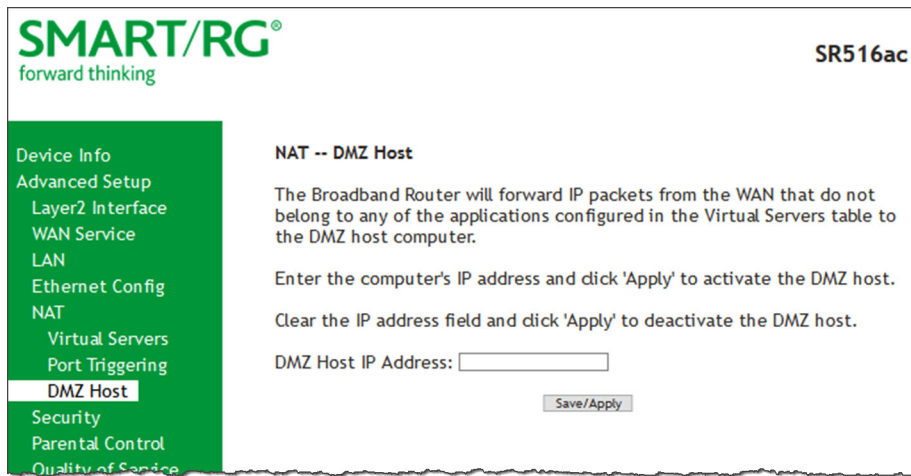 SMART/RG®
forward thinking
SR516ac
Device Info
Advanced Setup
Layer2 Interface
WAN Service
LAN
Ethernet Config
NAT
Virtual Servers
Port Triggering
DMZ Host
Security
Parental Control
Quality of Service
NAT -- DMZ Host
The Broadband Router will forward IP packets from the WAN that do not
belong to any of the applications configured in the Virtual Servers table to
the DMZ host computer.
Enter the computer's IP address and click 'Apply' to activate the DMZ host.
Clear the IP address field and click 'Apply' to deactivate the DMZ host.
DMZ Host IP Address:
Save/Apply